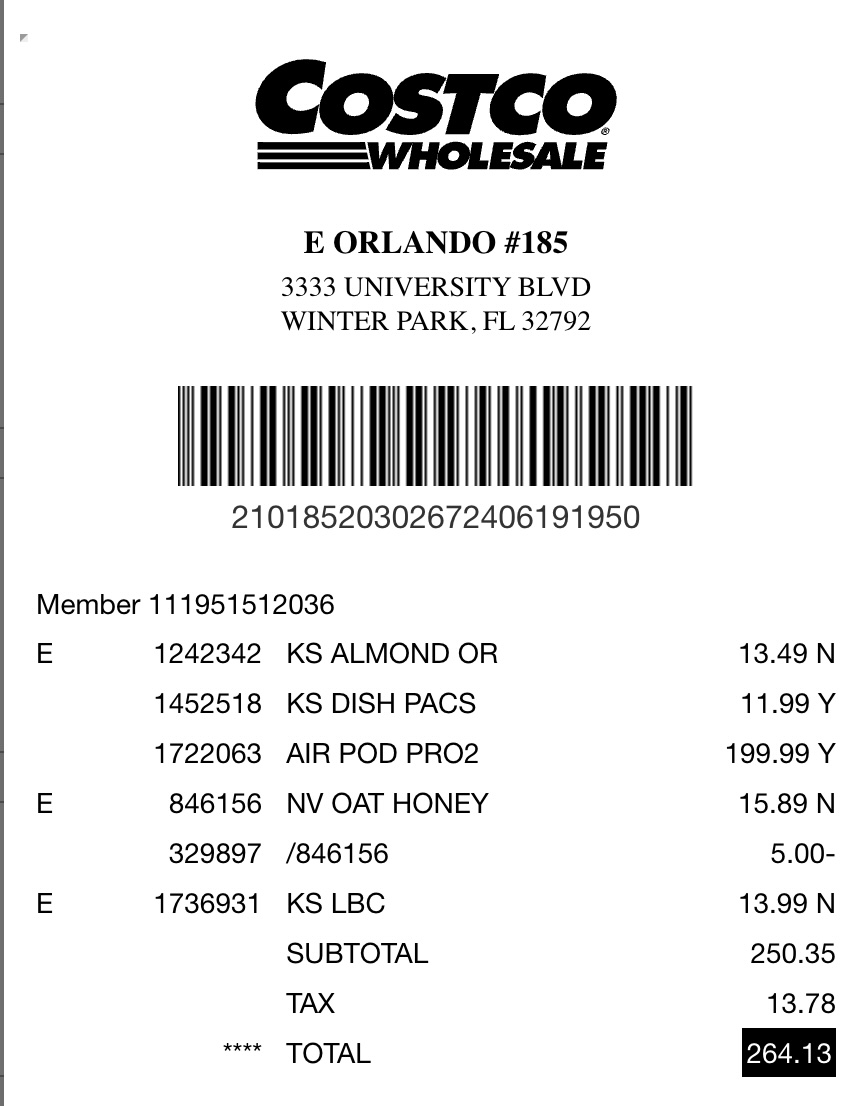 COSTCO
®
WHOLESALE
E ORLANDO #185
3333 UNIVERSITY BLVD
WINTER PARK, FL 32792
21018520302672406191950
Member 111951512036
E 1242342 KS ALMOND OR 13.49 N
1452518 KS DISH PACS 11.99 Y
1722063 AIR POD PRO2 199.99 Y
E 846156 NV OAT HONEY 15.89 N
329897 /846156 5.00-
E 1736931 KS LBC 13.99 N
SUBTOTAL 250.35
TAX 13.78
**** TOTAL 264.13